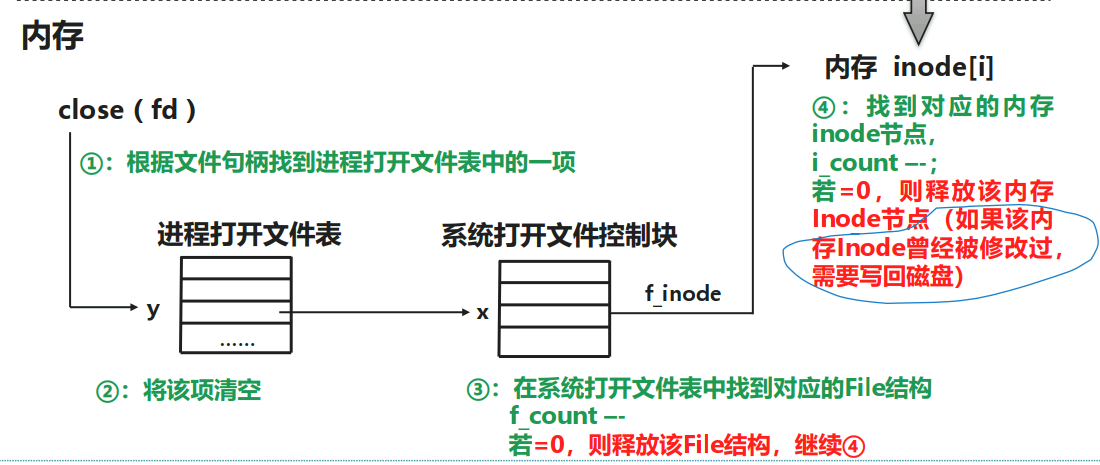 内存
close（fd）
①：根据文件句柄找到进程打开文件表中的一项
进程打开文件表
y
……
②：将该项清空
系统打开文件控制块
x
f_inode
③：在系统打开文件表中找到对应的File结构
f_count --
若=0，则释放该File结构，继续④
内存 inode[i]
④：找到对应的内存
inode节点，
i_count --；
若=0，则释放该内存
Inode节点（如果该内
存Inode曾经被修改过，
需要写回磁盘）